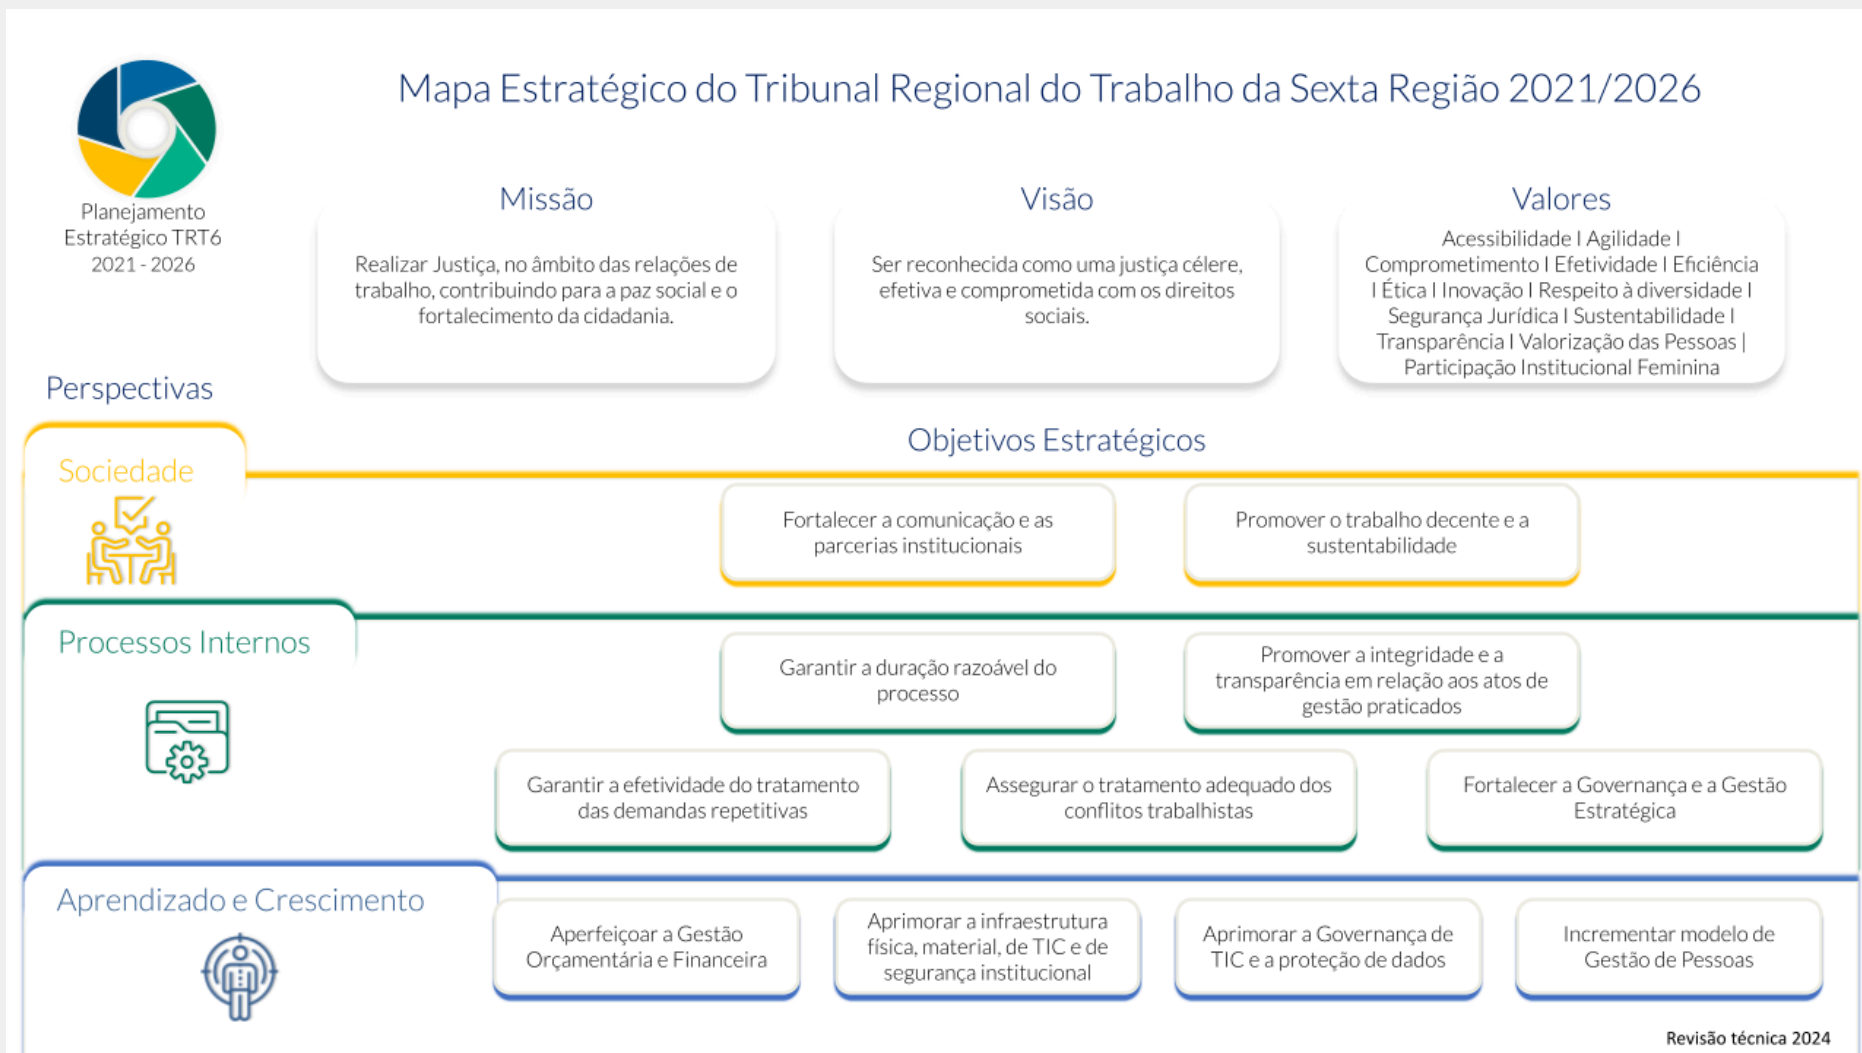 Mapa Estratégico do Tribunal Regional do Trabalho da Sexta Região 2021/2026
Planejamento
Estratégico TRT6
2021 - 2026
Missão
Realizar Justiça, no âmbito das relações de
trabalho, contribuindo para a paz social e o
fortalecimento da cidadania.
Visão
Ser reconhecida como uma justiça célere,
efetiva e comprometida com os direitos
sociais.
Valores
Acessibilidade I Agilidade I
Comprometimento I Efetividade I Eficiência
I Ética I Inovação I Respeito à diversidade I
Segurança Jurídica I Sustentabilidade I
Transparência I Valorização das Pessoas |
Participação Institucional Feminina
Perspectivas
Objetivos Estratégicos
Sociedade
Fortalecer a comunicação e as
parcerias institucionais
Promover o trabalho decente e a
sustentabilidade
Processos Internos
Garantir a duração razoável do
processo
Promover a integridade e a
transparência em relação aos atos de
gestão praticados
Garantir a efetividade do tratamento
das demandas repetitivas
Assegurar o tratamento adequado dos
conflitos trabalhistas
Fortalecer a Governança e a Gestão
Estratégica
Aprendizado e Crescimento
Aperfeiçoar a Gestão
Orçamentária e Financeira
Aprimorar a infraestrutura
física, material, de TIC e de
segurança institucional
Aprimorar a Governança de
TIC e a proteção de dados
Incrementar modelo de
Gestão de Pessoas
Revisão técnica 2024